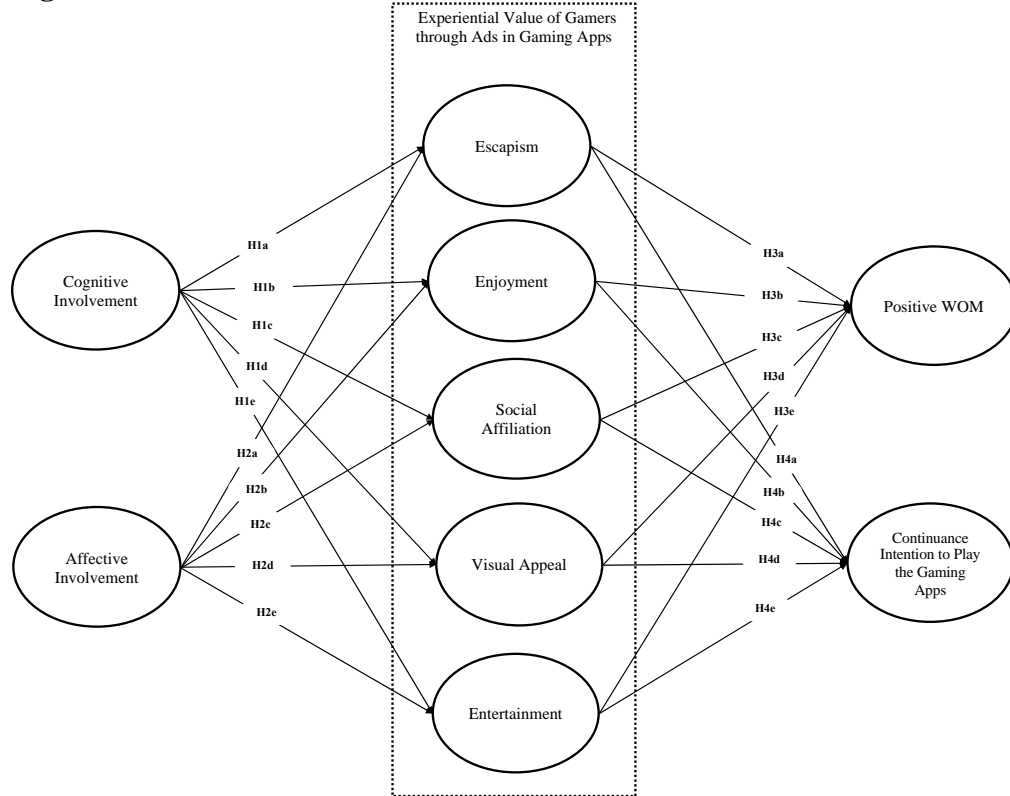 Experiential Value of Gamers
through Ads in Gaming Apps
Escapism
H1a
H3a
Cognitive
Involvement
H1b
Enjoyment
H3b
Positive WOM
H1c
H3c
H1d
H3d
H1e
Social
Affiliation
H3e
H2a
H4a
H2b
H4b
H2c
H4c
Affective
Involvement
H2d
Visual Appeal
H4d
Continuance
Intention to Play
the Gaming
Apps
H2e
H4e
Entertainment